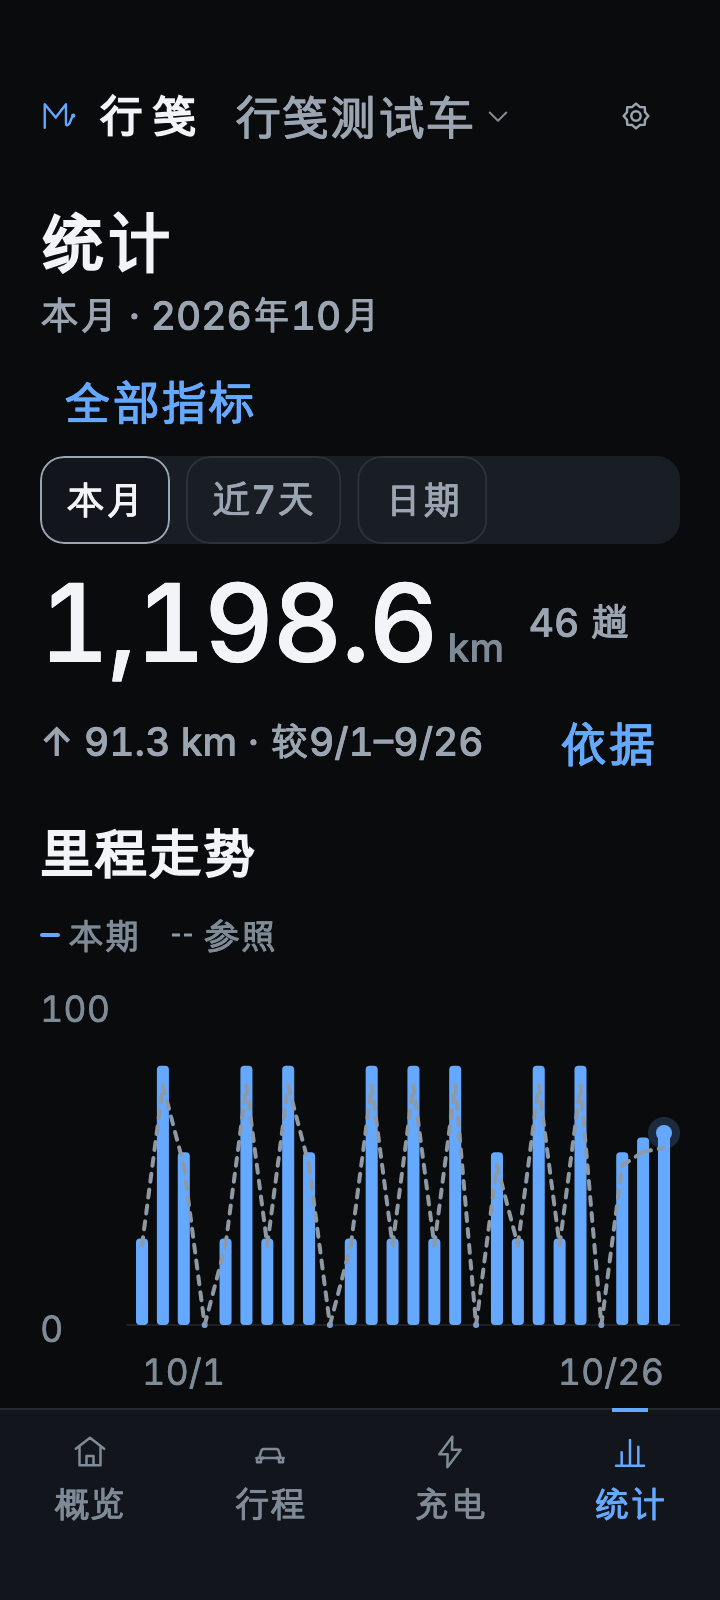 行笺 行笺测试车
统计
本月 · 2026年10月
全部指标
本月 近7天 日期
1,198.6 km 46 趟
↑ 91.3 km · 较9/1–9/26 依据
里程走势
本期 参照
100
0
10/1 10/26
概览 行程 充电 统计